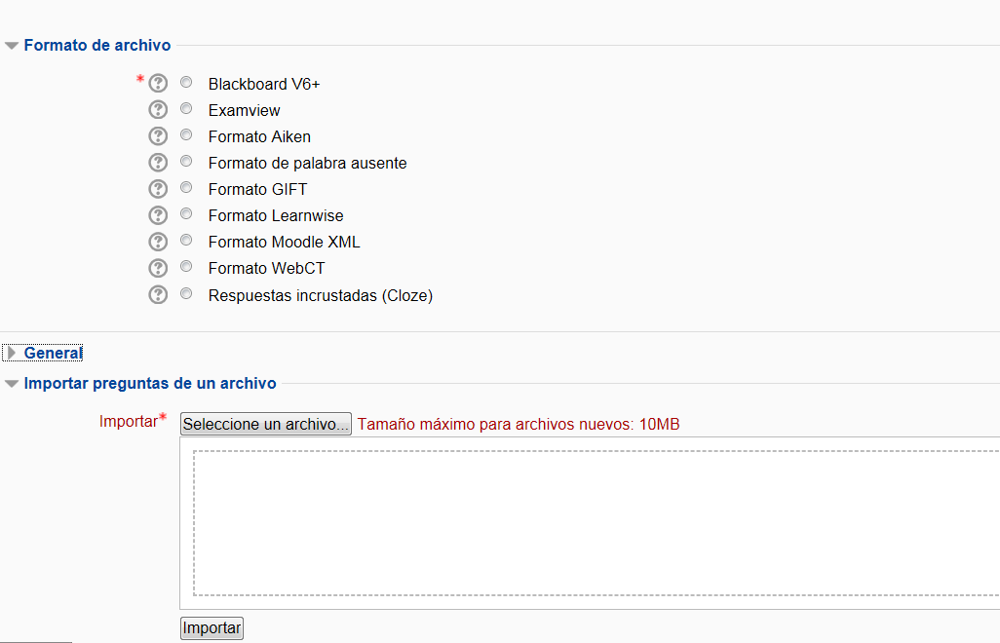 Formato de archivo
* ? Blackboard V6+
? Examview
? Formato Aiken
? Formato de palabra ausente
? Formato GIFT
? Formato Learnwise
? Formato Moodle XML
? Formato WebCT
? Respuestas incrustadas (Cloze)
General
Importar preguntas de un archivo
Importar* Seleccione un archivo... Tamaño máximo para archivos nuevos: 10MB
Importar